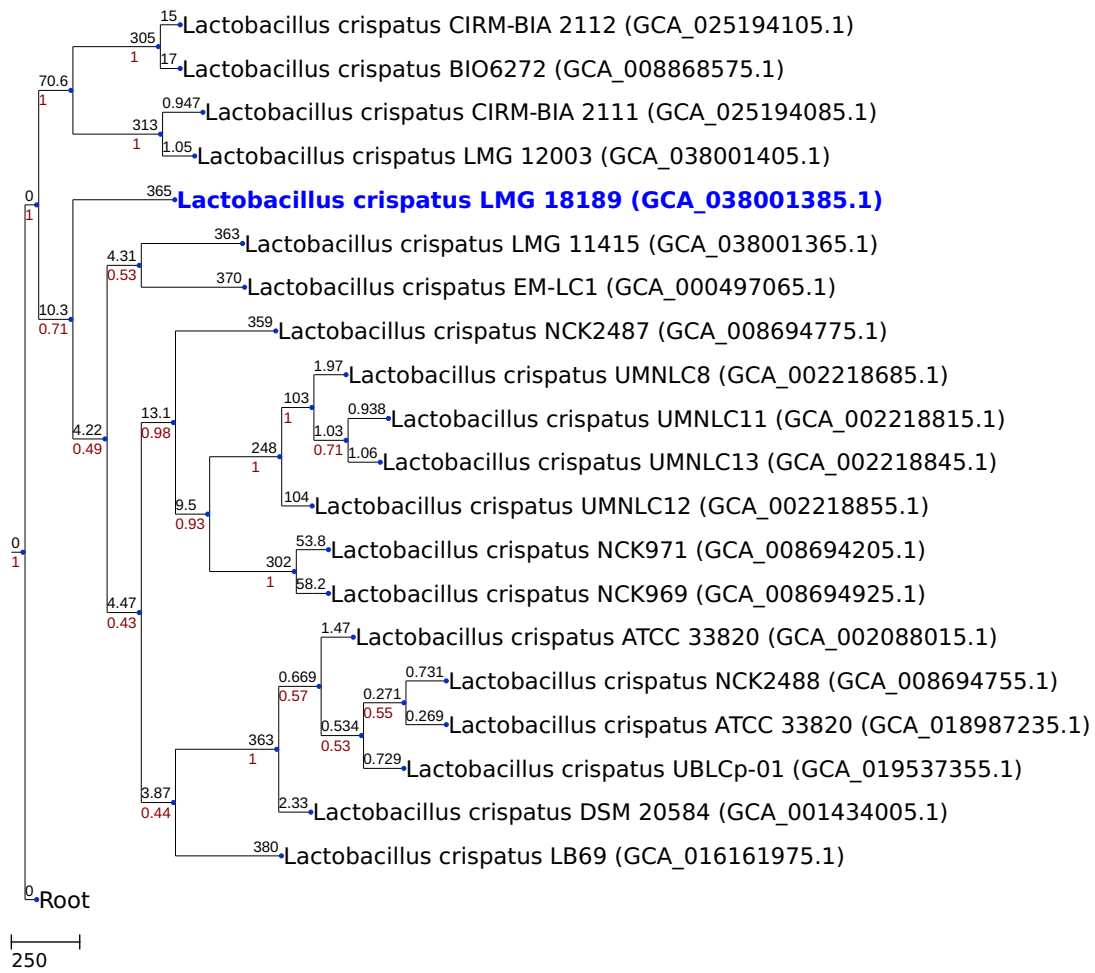 15
Lactobacillus crispatus CIRM-BIA 2112 (GCA_025194105.1)
305
1
17
Lactobacillus crispatus BIO6272 (GCA_008868575.1)
70.6
1
0.947
Lactobacillus crispatus CIRM-BIA 2111 (GCA_025194085.1)
313
1
1.05
Lactobacillus crispatus LMG 12003 (GCA_038001405.1)
0
1
365
Lactobacillus crispatus LMG 18189 (GCA_038001385.1)
363
Lactobacillus crispatus LMG 11415 (GCA_038001365.1)
4.31
0.53
370
Lactobacillus crispatus EM-LC1 (GCA_000497065.1)
10.3
0.71
359
Lactobacillus crispatus NCK2487 (GCA_008694775.1)
1.97
Lactobacillus crispatus UMNLC8 (GCA_002218685.1)
103
1
0.938
Lactobacillus crispatus UMNLC11 (GCA_002218815.1)
13.1
0.98
1.03
0.71
4.22
0.49
248
1
1.06
Lactobacillus crispatus UMNLC13 (GCA_002218845.1)
104
Lactobacillus crispatus UMNLC12 (GCA_002218855.1)
9.5
0.93
0
1
53.8
Lactobacillus crispatus NCK971 (GCA_008694205.1)
302
1
58.2
Lactobacillus crispatus NCK969 (GCA_008694925.1)
4.47
0.43
1.47
Lactobacillus crispatus ATCC 33820 (GCA_002088015.1)
0.669
0.57
0.731
Lactobacillus crispatus NCK2488 (GCA_008694755.1)
0.271
0.55
0.269
Lactobacillus crispatus ATCC 33820 (GCA_018987235.1)
0.534
0.53
363
1
0.729
Lactobacillus crispatus UBLCp-01 (GCA_019537355.1)
3.87
0.44
2.33
Lactobacillus crispatus DSM 20584 (GCA_001434005.1)
380
Lactobacillus crispatus LB69 (GCA_016161975.1)
0
Root
250